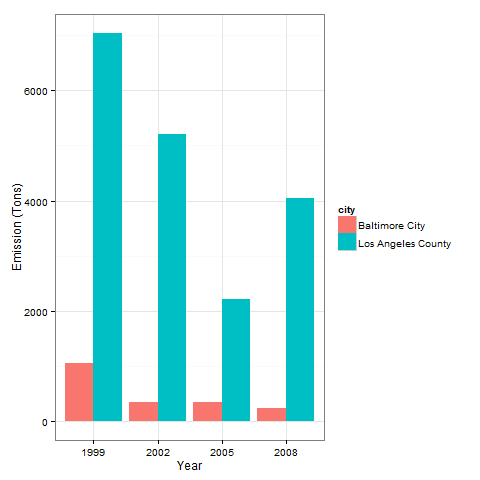 6000
4000
2000
0
Emission (Tons)
1999 2002 2005 2008
Year
city
Baltimore City
Los Angeles County